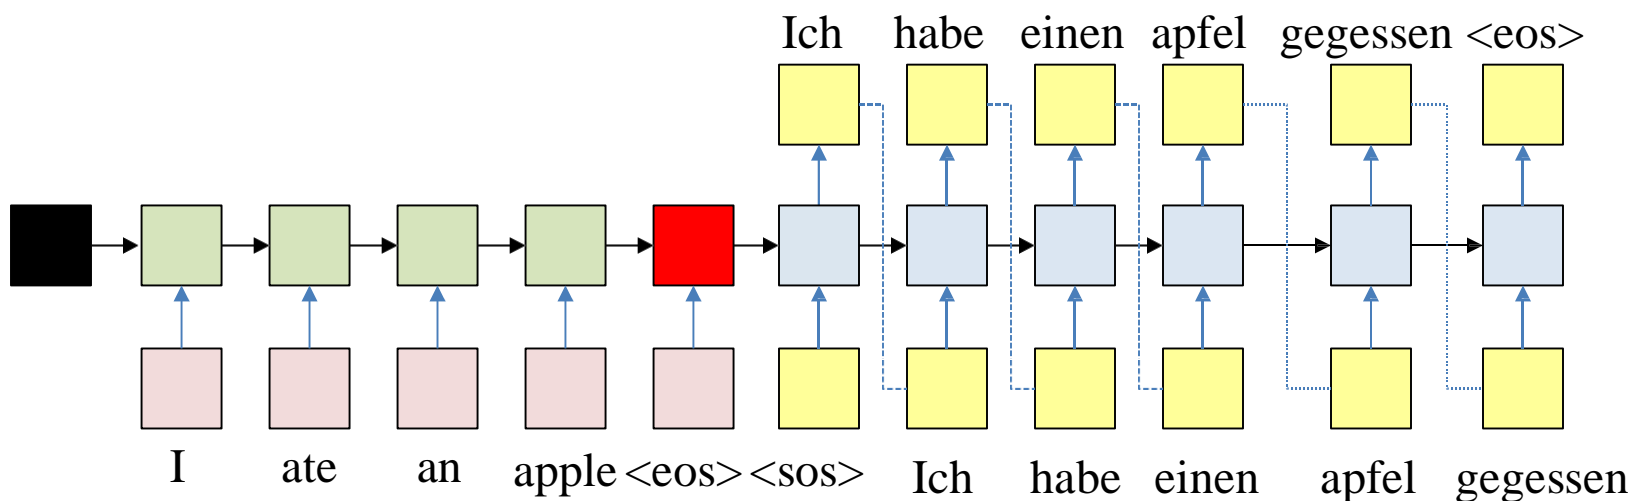 Ich habe einen apfel gegessen <eos>
I ate an apple <eos> <sos> Ich habe einen apfel gegessen